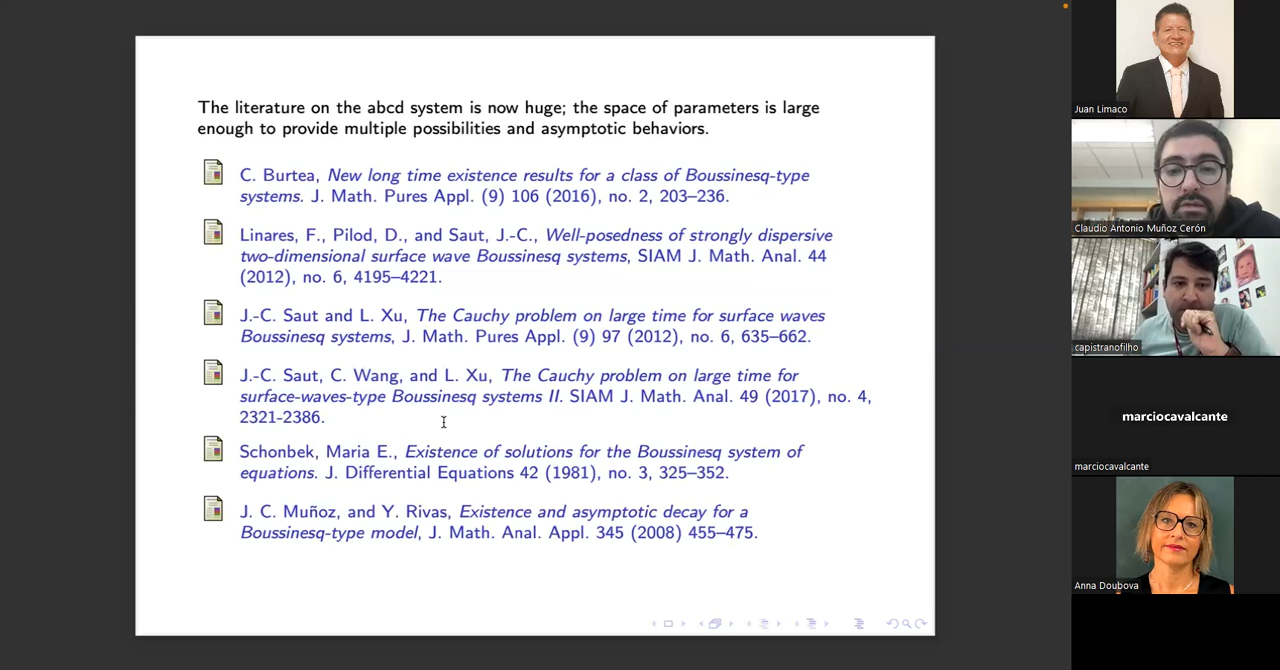 The literature on the abcd system is now huge; the space of parameters is large
enough to provide multiple possibilities and asymptotic behaviors.
C. Burtea, New long time existence results for a class of Boussinesq-type
systems. J. Math. Pures Appl. (9) 106 (2016), no. 2, 203–236.
Linares, F., Pilod, D., and Saut, J.-C., Well-posedness of strongly dispersive
two-dimensional surface wave Boussinesq systems, SIAM J. Math. Anal. 44
(2012), no. 6, 4195–4221.
J.-C. Saut and L. Xu, The Cauchy problem on large time for surface waves
Boussinesq systems, J. Math. Pures Appl. (9) 97 (2012), no. 6, 635–662.
J.-C. Saut, C. Wang, and L. Xu, The Cauchy problem on large time for
surface-waves-type Boussinesq systems II. SIAM J. Math. Anal. 49 (2017), no. 4,
2321-2386.
Schonbek, Maria E., Existence of solutions for the Boussinesq system of
equations. J. Differential Equations 42 (1981), no. 3, 325–352.
J. C. Muñoz, and Y. Rivas, Existence and asymptotic decay for a
Boussinesq-type model, J. Math. Anal. Appl. 345 (2008) 455–475.
Juan Limaco
Claudio Antonio Muñoz Cerón
capistranofilho
marciocavalcante
marciocavalcante
Anna Doubova